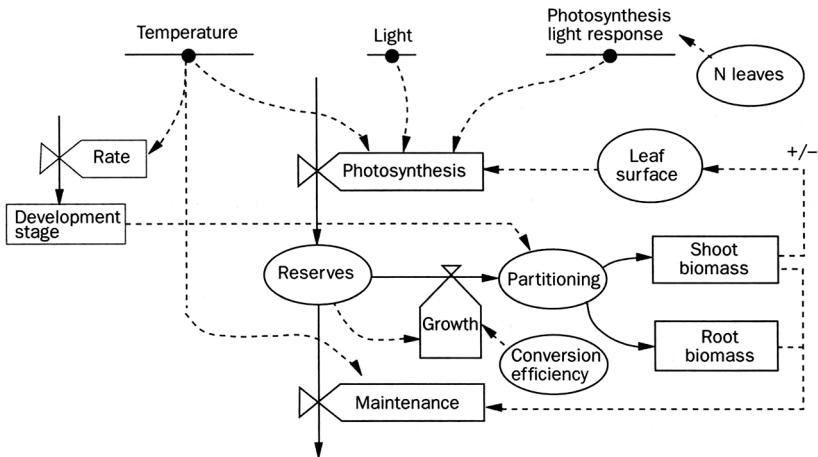 Temperature
Light
Photosynthesis
light response
N leaves
Rate
Photosynthesis
Leaf
surface
+/−
Development
stage
Reserves
Partitioning
Shoot
biomass
Growth
Root
biomass
Conversion
efficiency
Maintenance